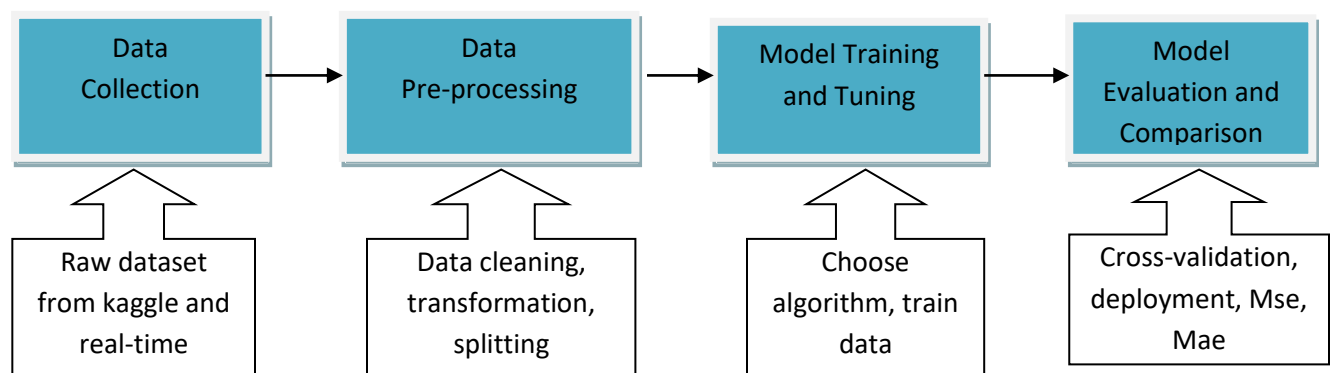 Data
Collection
Data
Pre-processing
Model Training
and Tuning
Model
Evaluation and
Comparison
Raw dataset
from kaggle and
real-time
Data cleaning,
transformation,
splitting
Choose
algorithm, train
data
Cross-validation,
deployment, Mse,
Mae